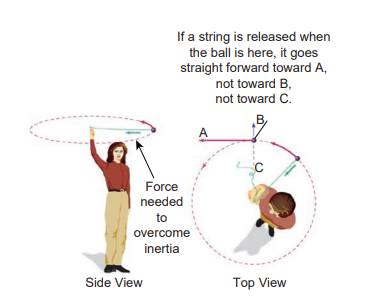 If a string is released when
the ball is here, it goes
straight forward toward A,
not toward B,
not toward C.
B
A
C
Force
needed
to
overcome
inertia
Side View
Top View